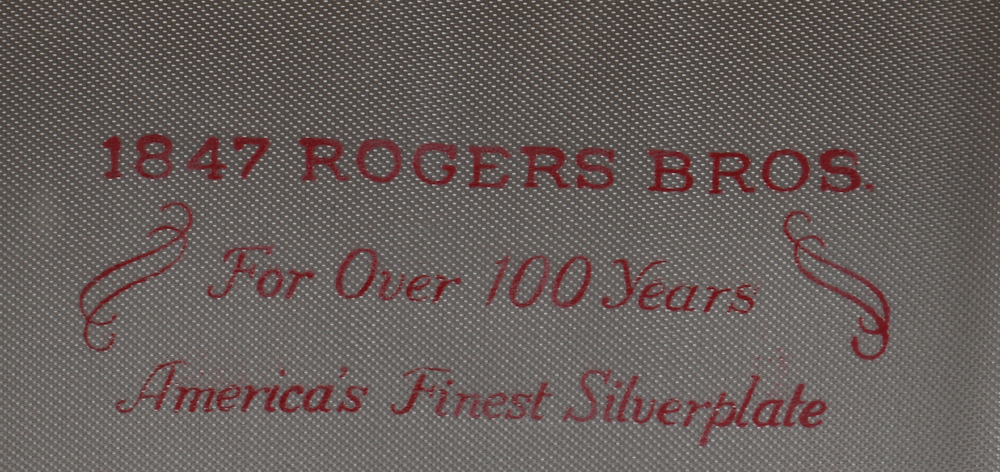 1847 ROGERS BROS.
For Over 100 Years
America's Finest Silverplate